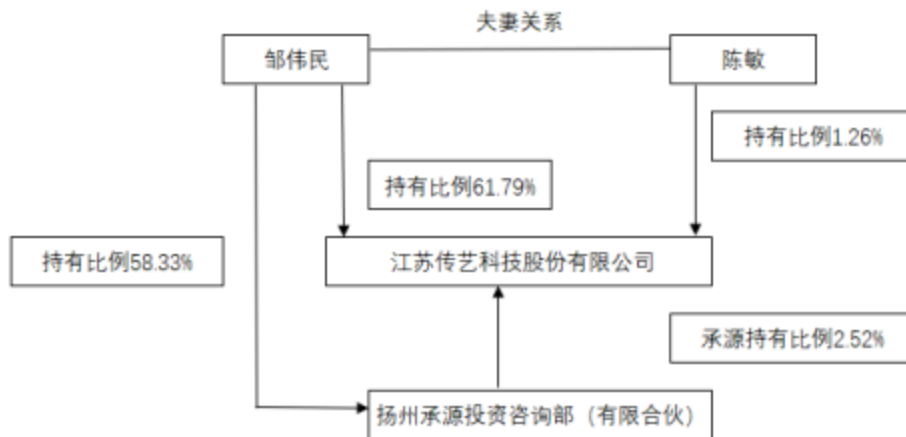 夫妻关系
邹伟民
陈敏
持有比例1.26%
持有比例61.79%
持有比例58.33%
江苏传艺科技股份有限公司
承源持有比例2.52%
扬州承源投资咨询部（有限合伙）